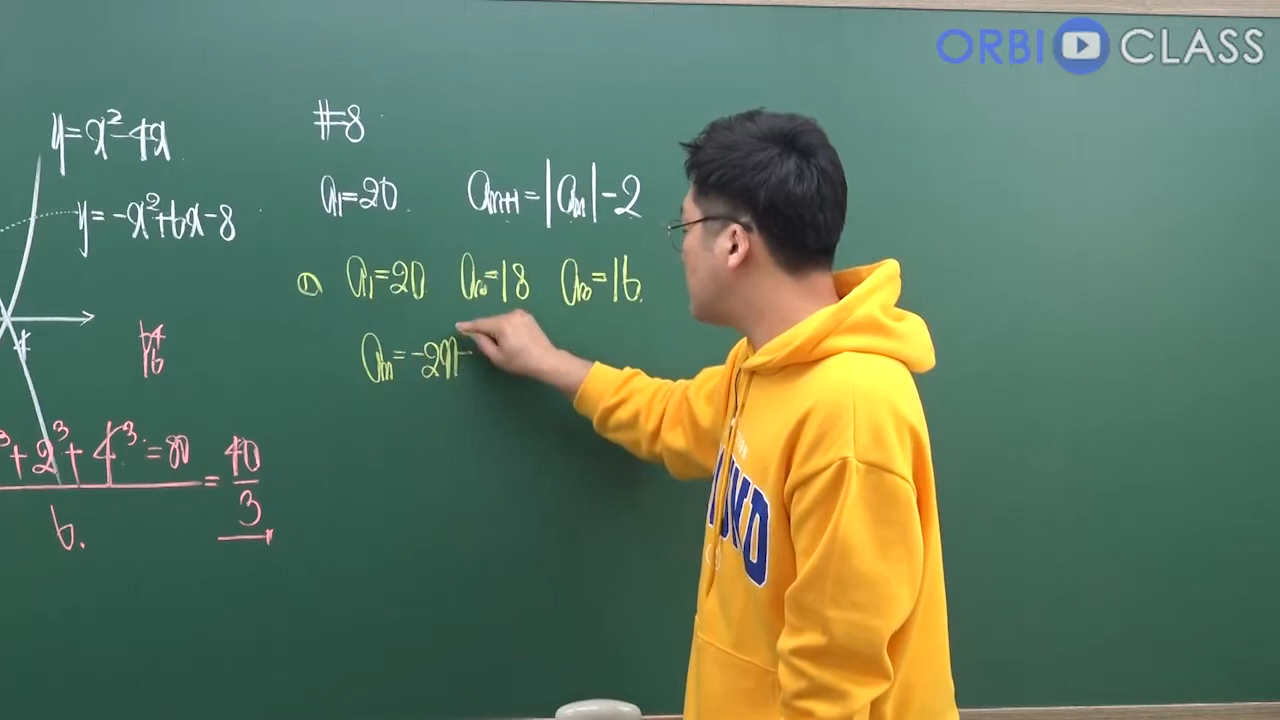 ORBI CLASS
y=x²-4x
y=-x²+6x-8
³+2³+4³=80
6.
= 40/3
#8
a₁=20 aₙ₊₁=|aₙ|-2
① a₁=20 a₂=18 a₃=16.
aₙ=-2n-